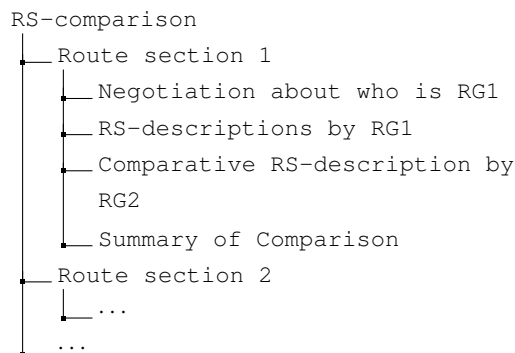 RS-comparison
Route section 1
Negotiation about who is RG1
RS-descriptions by RG1
Comparative RS-description by
RG2
Summary of Comparison
Route section 2
...
...